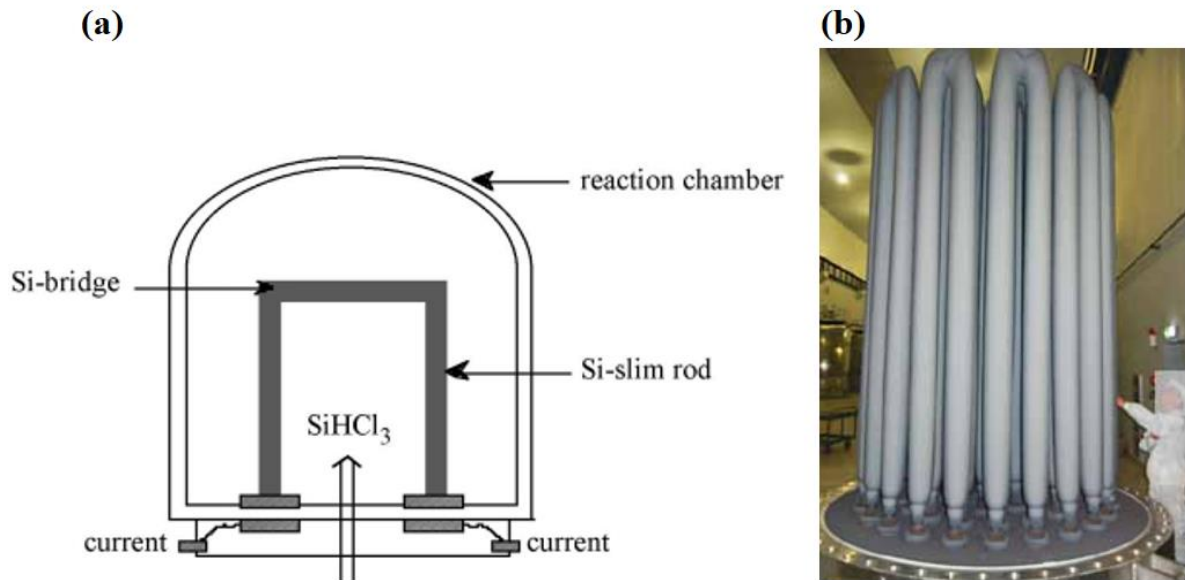 (a)
(b)
reaction chamber
Si-bridge
Si-slim rod
SiHCl₃
current
current